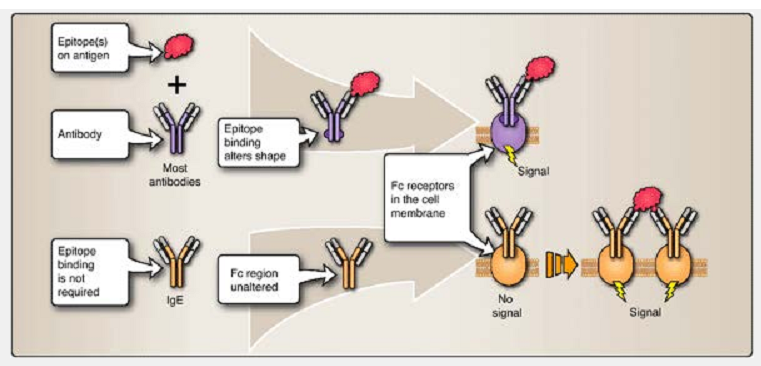 Epitope(s)
on antigen
+
Antibody
Most
antibodies
Epitope
binding
alters shape
Signal
Fc receptors
in the cell
membrane
Epitope
binding
is not
required
IgE
Fc region
unaltered
No
signal
Signal